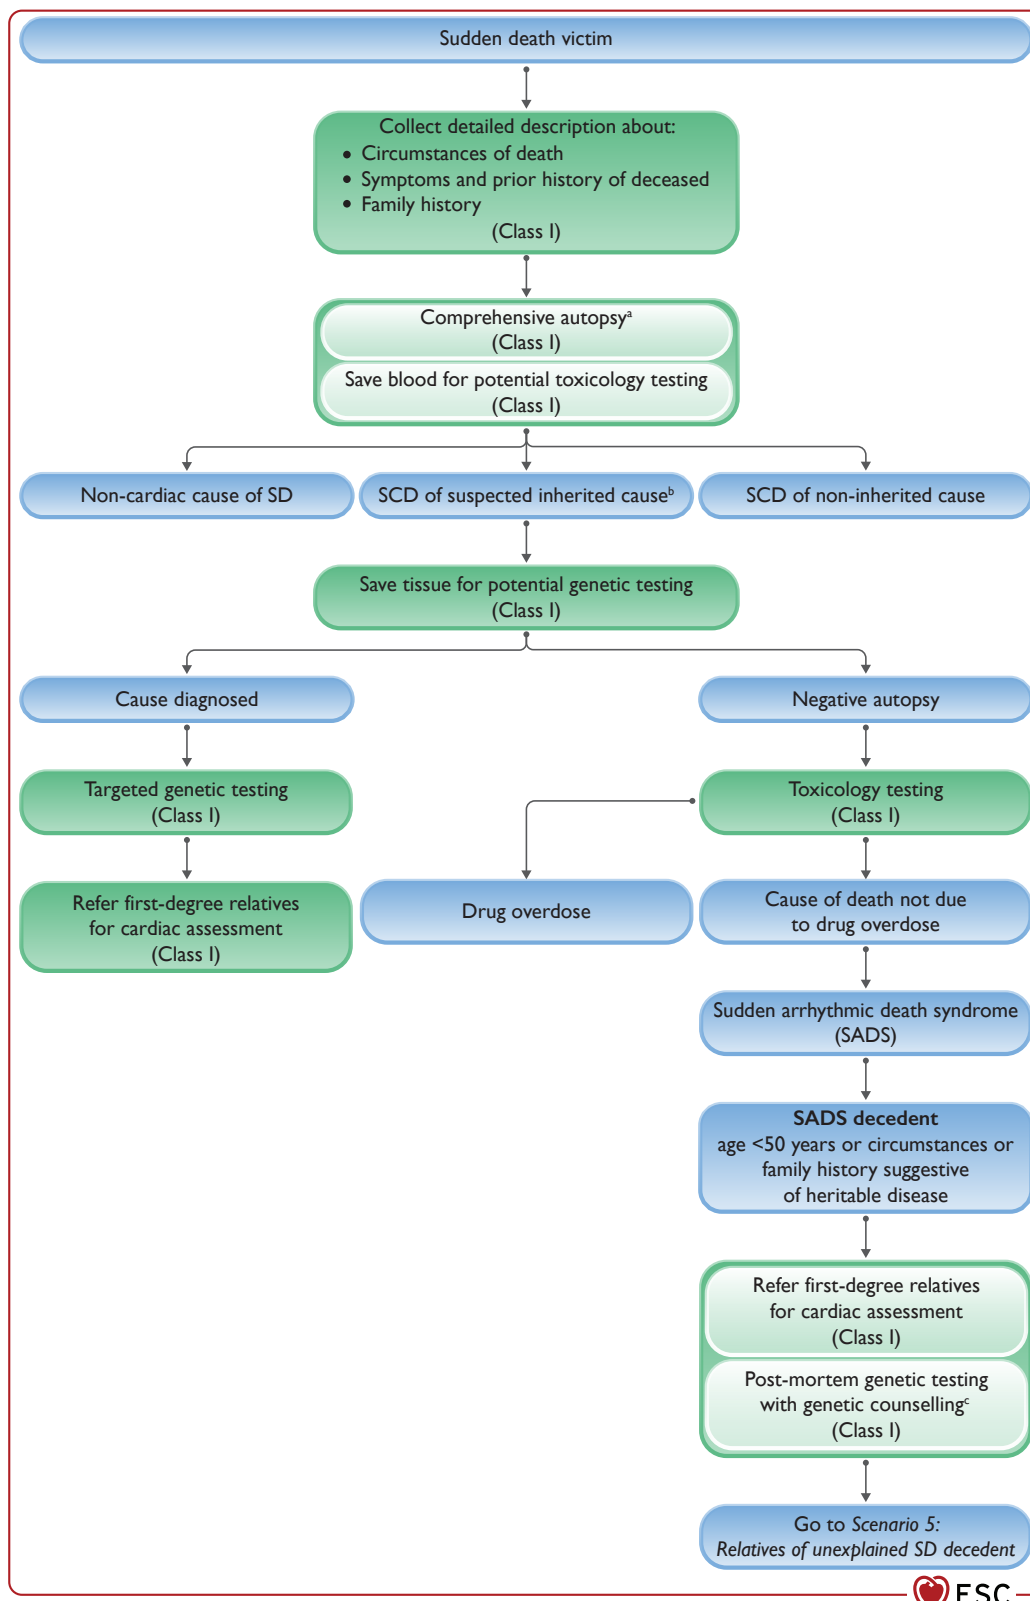 Sudden death victim
Collect detailed description about:
• Circumstances of death
• Symptoms and prior history of deceased
• Family history
(Class I)
Comprehensive autopsyᵃ
(Class I)
Save blood for potential toxicology testing
(Class I)
Non-cardiac cause of SD
SCD of suspected inherited causeᵇ
SCD of non-inherited cause
Save tissue for potential genetic testing
(Class I)
Cause diagnosed
Negative autopsy
Targeted genetic testing
(Class I)
Toxicology testing
(Class I)
Refer first-degree relatives
for cardiac assessment
(Class I)
Drug overdose
Cause of death not due
to drug overdose
Sudden arrhythmic death syndrome
(SADS)
SADS decedent
age <50 years or circumstances or
family history suggestive
of heritable disease
Refer first-degree relatives
for cardiac assessment
(Class I)
Post-mortem genetic testing
with genetic counsellingᶜ
(Class I)
Go to Scenario 5:
Relatives of unexplained SD decedent
ESC